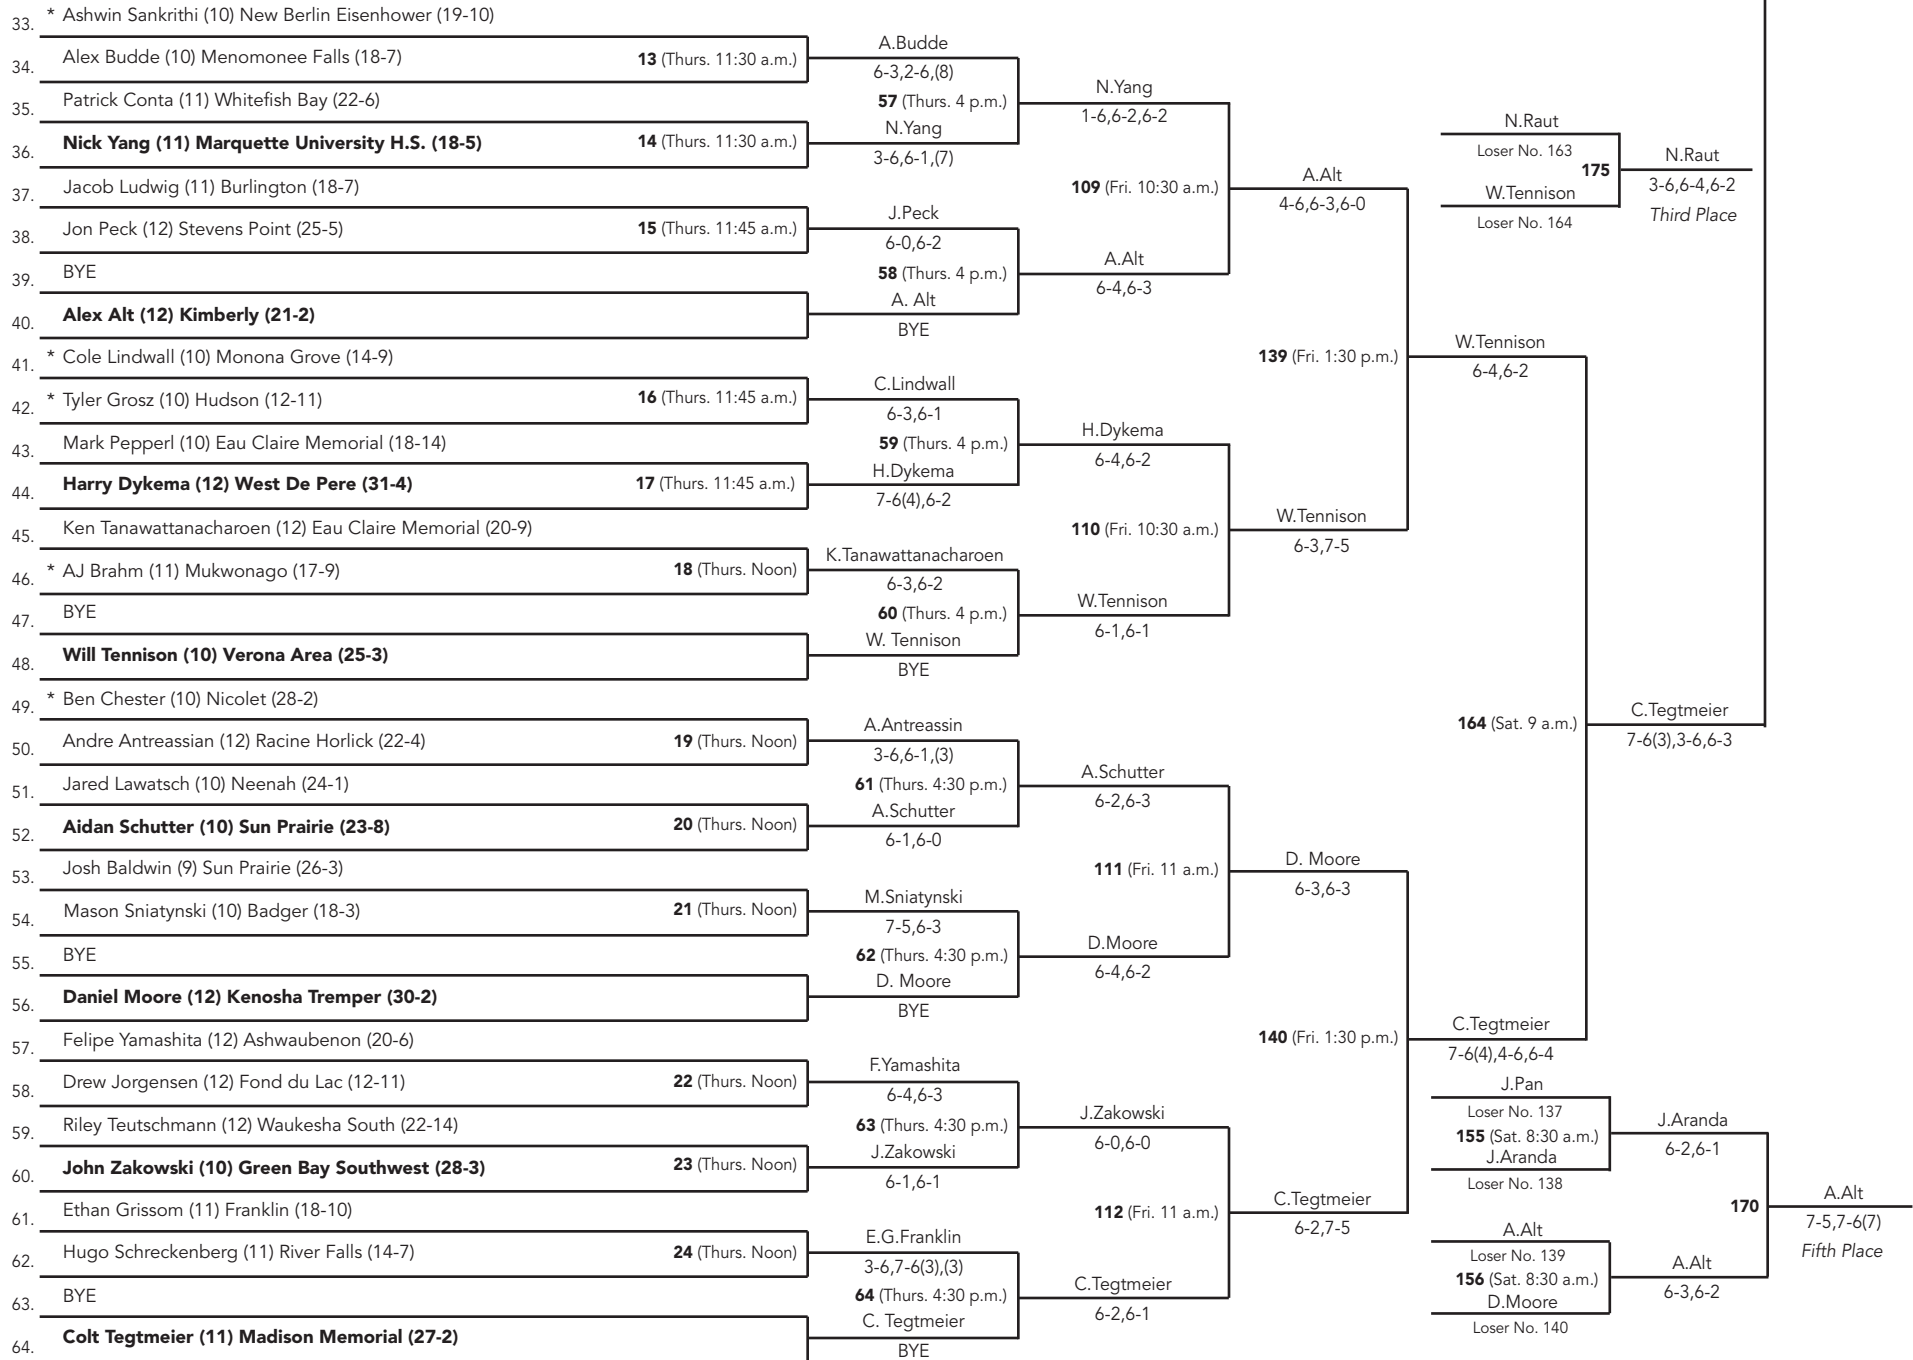 33. * Ashwin Sankrithi (10) New Berlin Eisenhower (19-10)
34. Alex Budde (10) Menomonee Falls (18-7) 13 (Thurs. 11:30 a.m.)
35. Patrick Conta (11) Whitefish Bay (22-6)
36. Nick Yang (11) Marquette University H.S. (18-5) 14 (Thurs. 11:30 a.m.)
37. Jacob Ludwig (11) Burlington (18-7)
38. Jon Peck (12) Stevens Point (25-5) 15 (Thurs. 11:45 a.m.)
39. BYE
40. Alex Alt (12) Kimberly (21-2)
41. * Cole Lindwall (10) Monona Grove (14-9)
42. * Tyler Grosz (10) Hudson (12-11) 16 (Thurs. 11:45 a.m.)
43. Mark Pepperl (10) Eau Claire Memorial (18-14)
44. Harry Dykema (12) West De Pere (31-4) 17 (Thurs. 11:45 a.m.)
45. Ken Tanawattanacharoen (12) Eau Claire Memorial (20-9)
46. * AJ Brahm (11) Mukwonago (17-9) 18 (Thurs. Noon)
47. BYE
48. Will Tennison (10) Verona Area (25-3)
49. * Ben Chester (10) Nicolet (28-2)
50. Andre Antreassian (12) Racine Horlick (22-4) 19 (Thurs. Noon)
51. Jared Lawatsch (10) Neenah (24-1)
52. Aidan Schutter (10) Sun Prairie (23-8) 20 (Thurs. Noon)
53. Josh Baldwin (9) Sun Prairie (26-3)
54. Mason Sniatynski (10) Badger (18-3) 21 (Thurs. Noon)
55. BYE
56. Daniel Moore (12) Kenosha Tremper (30-2)
57. Felipe Yamashita (12) Ashwaubenon (20-6)
58. Drew Jorgensen (12) Fond du Lac (12-11) 22 (Thurs. Noon)
59. Riley Teutschmann (12) Waukesha South (22-14)
60. John Zakowski (10) Green Bay Southwest (28-3) 23 (Thurs. Noon)
61. Ethan Grissom (11) Franklin (18-10)
62. Hugo Schreckenberg (11) River Falls (14-7) 24 (Thurs. Noon)
63. BYE
64. Colt Tegtmeier (11) Madison Memorial (27-2)
A.Budde
6-3,2-6,(8)
57 (Thurs. 4 p.m.)
N.Yang
3-6,6-1,(7)
J.Peck
6-0,6-2
58 (Thurs. 4 p.m.)
A. Alt
BYE
C.Lindwall
6-3,6-1
59 (Thurs. 4 p.m.)
H.Dykema
7-6(4),6-2
K.Tanawattanacharoen
6-3,6-2
60 (Thurs. 4 p.m.)
W. Tennison
BYE
A.Antreassin
3-6,6-1,(3)
61 (Thurs. 4:30 p.m.)
A.Schutter
6-1,6-0
M.Sniatynski
7-5,6-3
62 (Thurs. 4:30 p.m.)
D. Moore
BYE
F.Yamashita
6-4,6-3
63 (Thurs. 4:30 p.m.)
J.Zakowski
6-1,6-1
E.G.Franklin
3-6,7-6(3),(3)
64 (Thurs. 4:30 p.m.)
C. Tegtmeier
BYE
N.Yang
1-6,6-2,6-2
109 (Fri. 10:30 a.m.)
A.Alt
6-4,6-3
H.Dykema
6-4,6-2
110 (Fri. 10:30 a.m.)
W.Tennison
6-1,6-1
A.Schutter
6-2,6-3
111 (Fri. 11 a.m.)
D.Moore
6-4,6-2
J.Zakowski
6-0,6-0
112 (Fri. 11 a.m.)
C.Tegtmeier
6-2,6-1
A.Alt
4-6,6-3,6-0
139 (Fri. 1:30 p.m.)
W.Tennison
6-3,7-5
D. Moore
6-3,6-3
140 (Fri. 1:30 p.m.)
C.Tegtmeier
6-2,7-5
W.Tennison
6-4,6-2
164 (Sat. 9 a.m.)
C.Tegtmeier
7-6(4),4-6,6-4
C.Tegtmeier
7-6(3),3-6,6-3
N.Raut
Loser No. 163
175
W.Tennison
Loser No. 164
N.Raut
3-6,6-4,6-2
Third Place
J.Pan
Loser No. 137
155 (Sat. 8:30 a.m.)
J.Aranda
Loser No. 138
J.Aranda
6-2,6-1
170
A.Alt
Loser No. 139
156 (Sat. 8:30 a.m.)
D.Moore
Loser No. 140
A.Alt
6-3,6-2
A.Alt
7-5,7-6(7)
Fifth Place